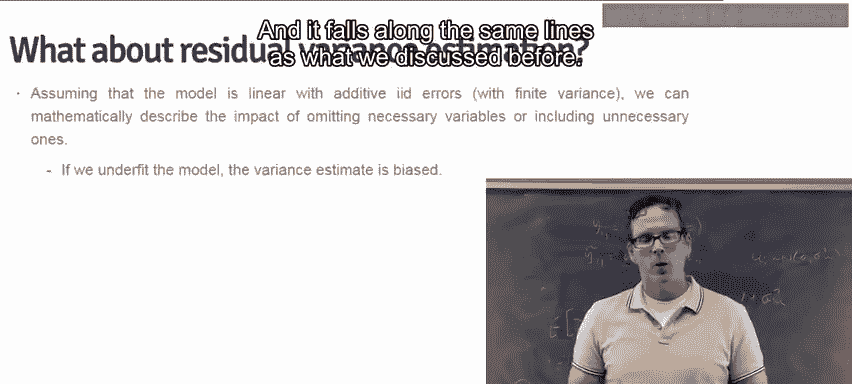 And it falls along the same lines
as what we discussed before.
What about residual variance estimation?
· Assuming that the model is linear with additive iid errors (with finite variance), we can
mathematically describe the impact of omitting necessary variables or including unnecessary
ones.
- If we underfit the model, the variance estimate is biased.